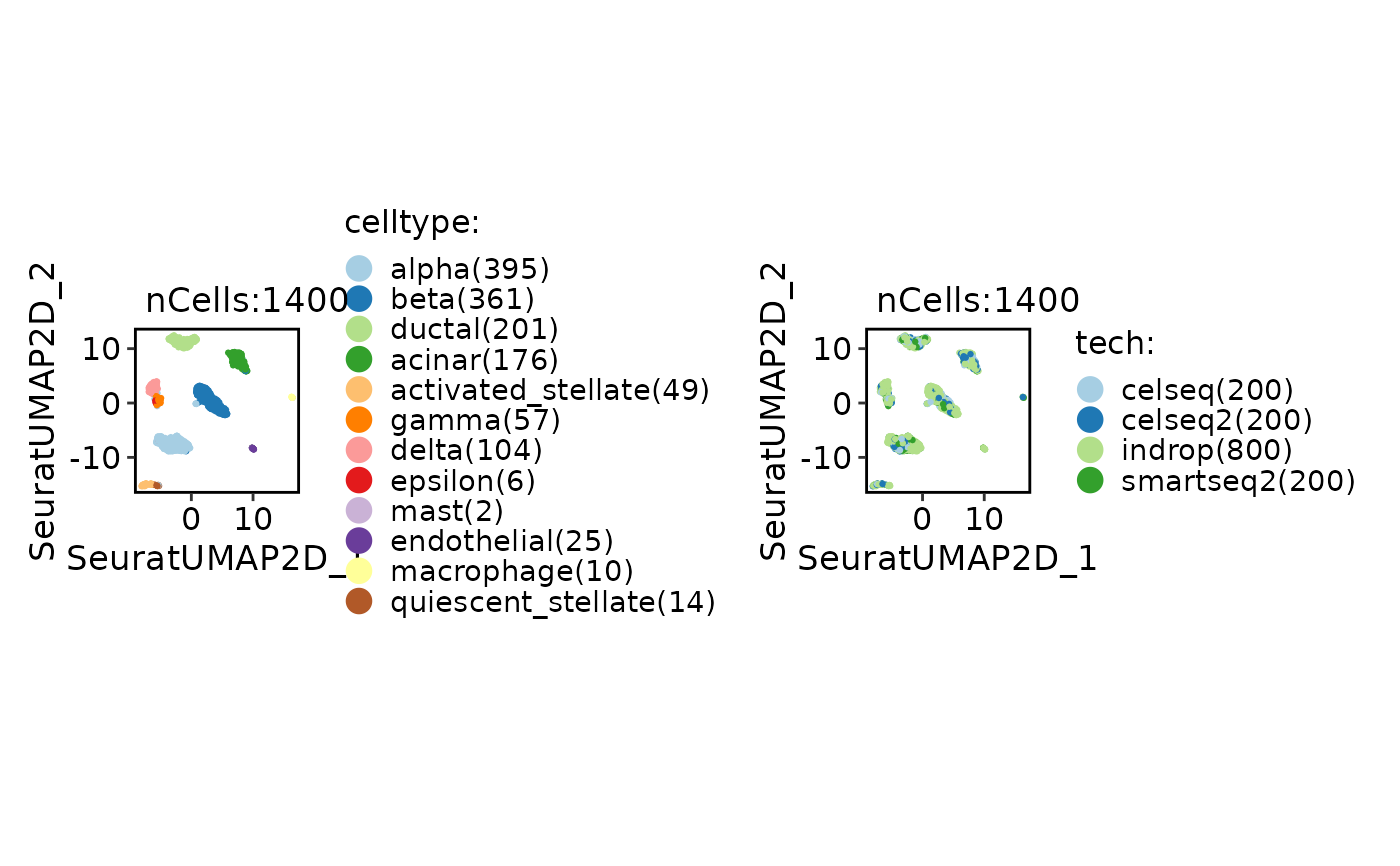 celltype:
nCells:1400
SeuratUMAP2D_2
10
0
-10
0 10
SeuratUMAP2D_
alpha(395)
beta(361)
ductal(201)
acinar(176)
activated_stellate(49)
gamma(57)
delta(104)
epsilon(6)
mast(2)
endothelial(25)
macrophage(10)
quiescent_stellate(14)
nCells:1400
SeuratUMAP2D_2
10
0
-10
0 10
SeuratUMAP2D_1
tech:
celseq(200)
celseq2(200)
indrop(800)
smartseq2(200)